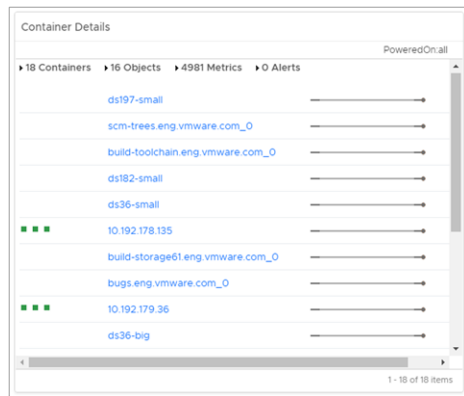 Container Details
PoweredOn:all
18 Containers 16 Objects 4981 Metrics 0 Alerts
ds197-small
scm-trees.eng.vmware.com_0
build-toolchain.eng.vmware.com_0
ds182-small
ds36-small
10.192.178.135
build-storage61.eng.vmware.com_0
bugs.eng.vmware.com_0
10.192.179.36
ds36-big
1 - 18 of 18 items